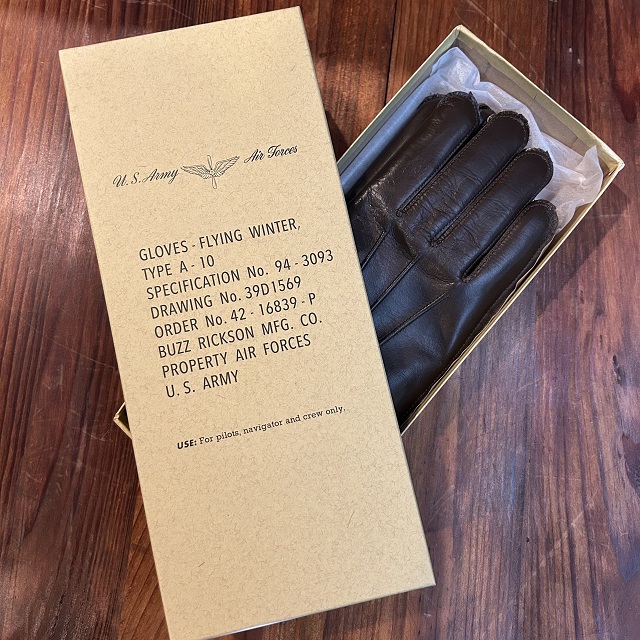 U.S. Army Air Forces
GLOVES - FLYING WINTER,
TYPE A - 10
SPECIFICATION No. 94 - 3093
DRAWING No. 39D1569
ORDER No. 42 - 16839 - P
BUZZ RICKSON MFG. CO.
PROPERTY AIR FORCES
U. S. ARMY
USE: For pilots, navigator and crew only.